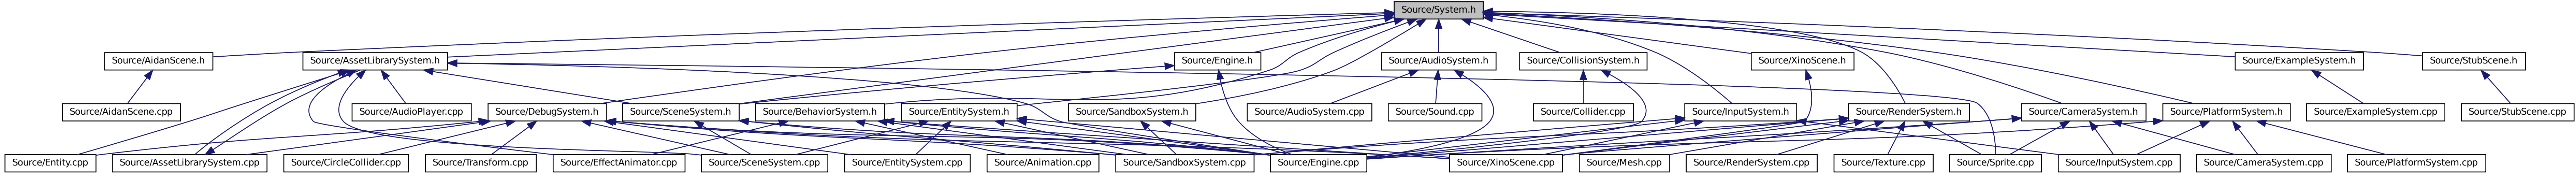 Source/System.h
Source/AidanScene.h
Source/AssetLibrarySystem.h
Source/Engine.h
Source/AudioSystem.h
Source/CollisionSystem.h
Source/XinoScene.h
Source/ExampleSystem.h
Source/StubScene.h
Source/AidanScene.cpp
Source/AudioPlayer.cpp
Source/DebugSystem.h
Source/SceneSystem.h
Source/BehaviorSystem.h
Source/EntitySystem.h
Source/SandboxSystem.h
Source/AudioSystem.cpp
Source/Sound.cpp
Source/Collider.cpp
Source/InputSystem.h
Source/RenderSystem.h
Source/CameraSystem.h
Source/PlatformSystem.h
Source/ExampleSystem.cpp
Source/StubScene.cpp
Source/Entity.cpp
Source/AssetLibrarySystem.cpp
Source/CircleCollider.cpp
Source/Transform.cpp
Source/EffectAnimator.cpp
Source/SceneSystem.cpp
Source/EntitySystem.cpp
Source/Animation.cpp
Source/SandboxSystem.cpp
Source/Engine.cpp
Source/XinoScene.cpp
Source/Mesh.cpp
Source/RenderSystem.cpp
Source/Texture.cpp
Source/Sprite.cpp
Source/InputSystem.cpp
Source/CameraSystem.cpp
Source/PlatformSystem.cpp